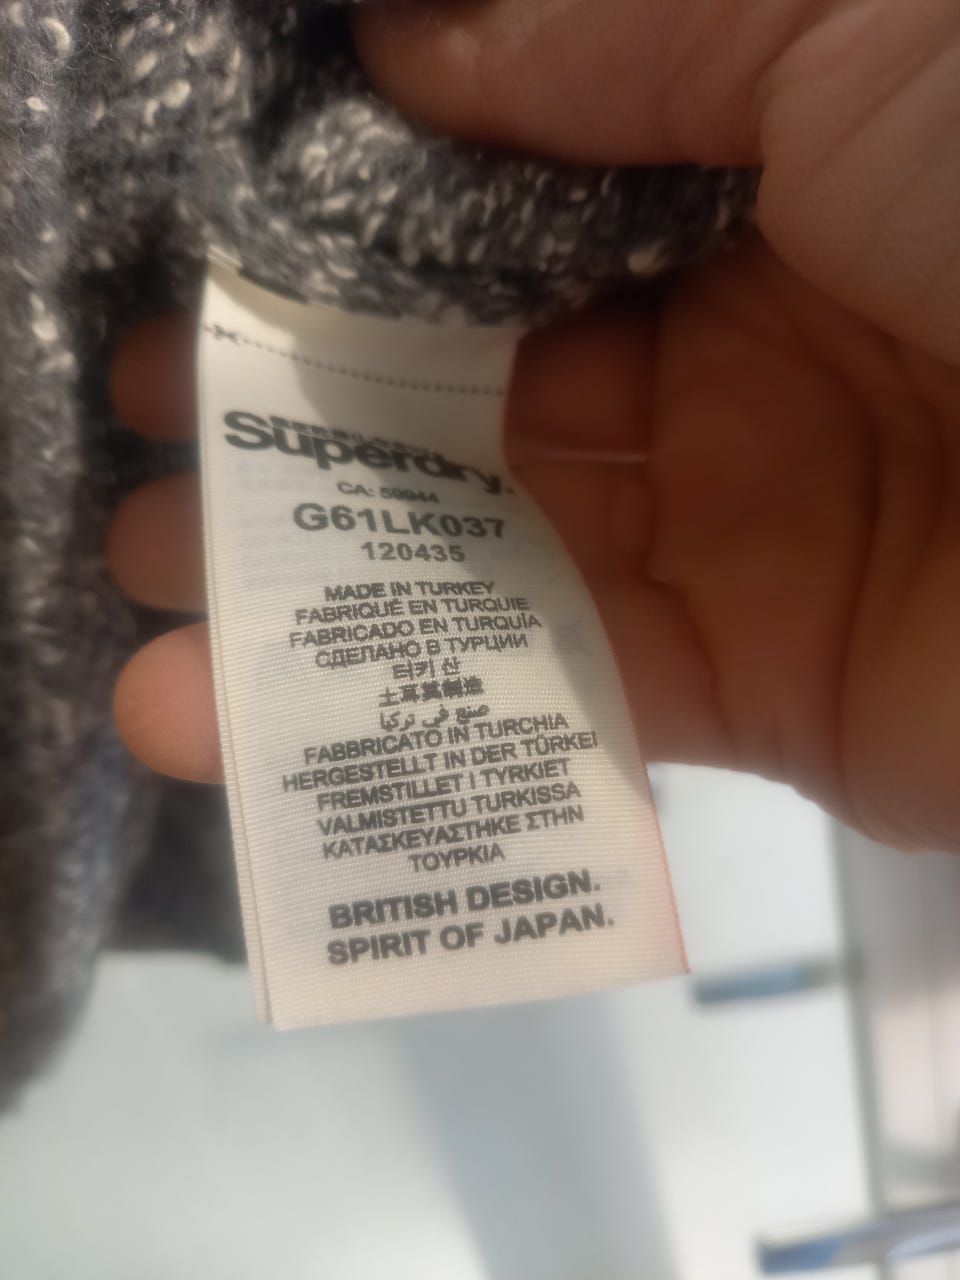 Superdry.
CA: 59944
G61LK037
120435
MADE IN TURKEY
FABRIQUÉ EN TURQUIE
FABRICADO EN TURQUÍA
СДЕЛАНО В ТУРЦИИ
터키 산
土耳其制造
صنع في تركيا
FABBRICATO IN TURCHIA
HERGESTELLT IN DER TÜRKEI
FREMSTILLET I TYRKIET
VALMISTETTU TURKISSA
ΚΑΤΑΣΚΕΥΑΣΤΗΚΕ ΣΤΗΝ
ΤΟΥΡΚΙΑ
BRITISH DESIGN.
SPIRIT OF JAPAN.